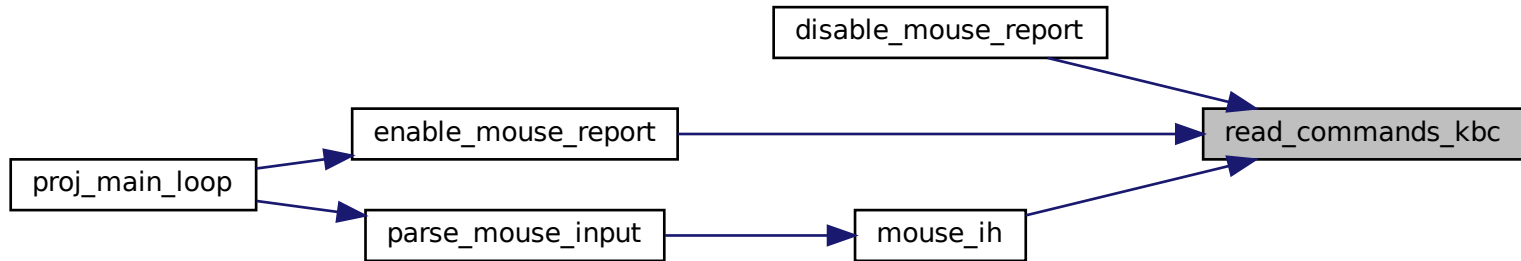 disable_mouse_report
enable_mouse_report
read_commands_kbc
proj_main_loop
parse_mouse_input
mouse_ih